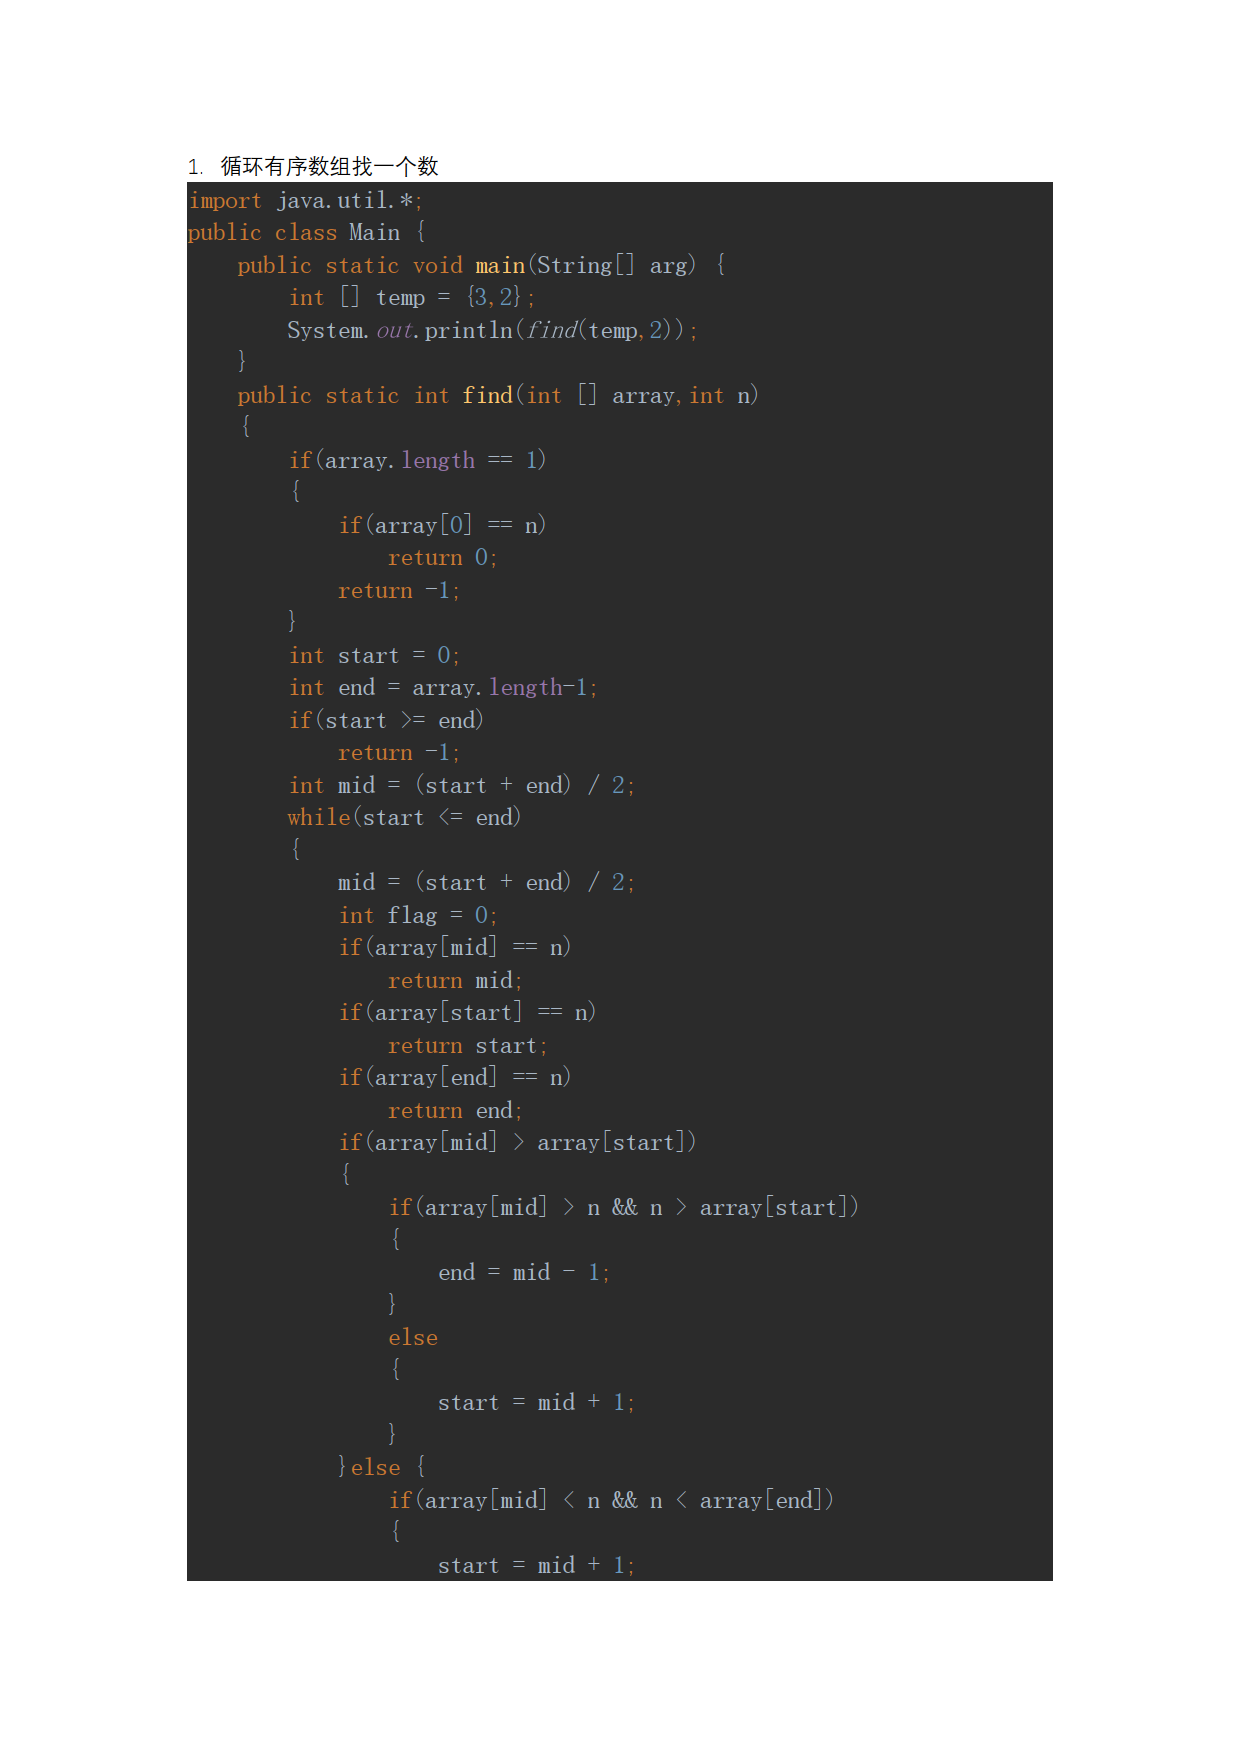 1. 循环有序数组找一个数
import java.util.*;
public class Main {
    public static void main(String[] arg) {
        int [] temp = {3,2};
        System.out.println(find(temp,2));
    }
    public static int find(int [] array,int n)
    {
        if(array.length == 1)
        {
            if(array[0] == n)
                return 0;
            return -1;
        }
        int start = 0;
        int end = array.length-1;
        if(start >= end)
            return -1;
        int mid = (start + end) / 2;
        while(start <= end)
        {
            mid = (start + end) / 2;
            int flag = 0;
            if(array[mid] == n)
                return mid;
            if(array[start] == n)
                return start;
            if(array[end] == n)
                return end;
            if(array[mid] > array[start])
            {
                if(array[mid] > n && n > array[start])
                {
                    end = mid - 1;
                }
                else
                {
                    start = mid + 1;
                }
            }else {
                if(array[mid] < n && n < array[end])
                {
                    start = mid + 1;